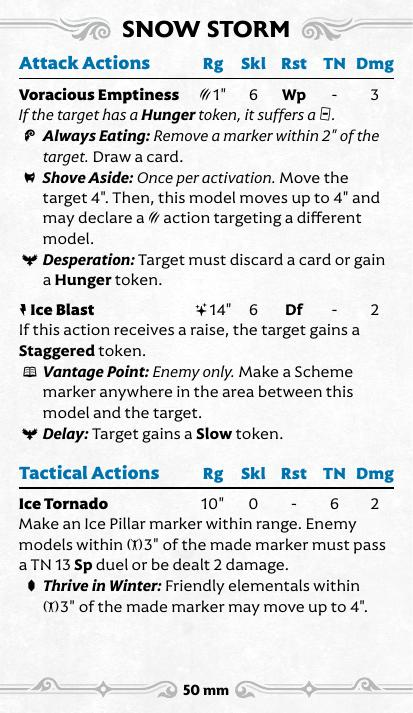 SNOW STORM
Attack Actions Rg Skl Rst TN Dmg
Voracious Emptiness 1" 6 Wp - 3
If the target has a Hunger token, it suffers a .
Always Eating: Remove a marker within 2" of the
target. Draw a card.
Shove Aside: Once per activation. Move the
target 4". Then, this model moves up to 4" and
may declare a action targeting a different
model.
Desperation: Target must discard a card or gain
a Hunger token.
Ice Blast 14" 6 Df - 2
If this action receives a raise, the target gains a
Staggered token.
Vantage Point: Enemy only. Make a Scheme
marker anywhere in the area between this
model and the target.
Delay: Target gains a Slow token.
Tactical Actions Rg Skl Rst TN Dmg
Ice Tornado 10" 0 - 6 2
Make an Ice Pillar marker within range. Enemy
models within 3" of the made marker must pass
a TN 13 Sp duel or be dealt 2 damage.
Thrive in Winter: Friendly elementals within
3" of the made marker may move up to 4".
50 mm